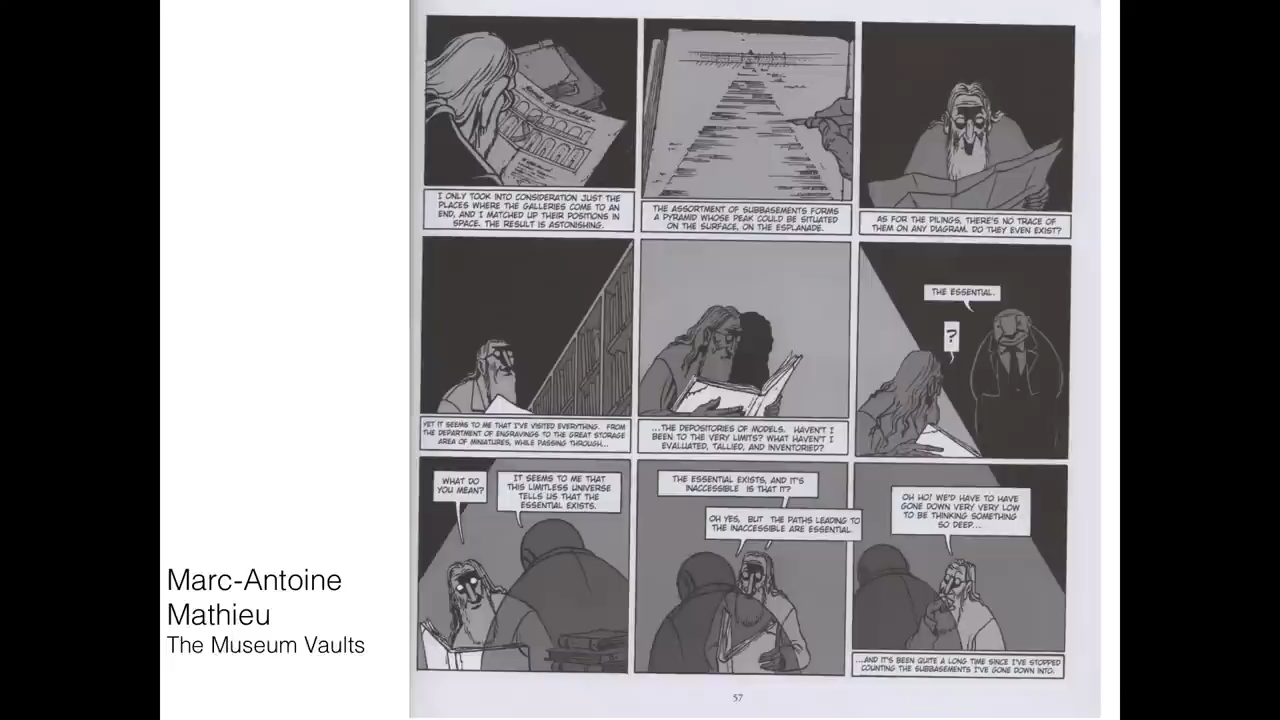 I ONLY TOOK INTO CONSIDERATION JUST THE
PLACES WHERE THE GALLERIES COME TO AN
END, AND I MATCHED UP THEIR POSITIONS IN
SPACE. THE RESULT IS ASTONISHING.
THE ASSORTMENT OF SUBBASEMENTS FORMS
A PYRAMID WHOSE PEAK COULD BE SITUATED
ON THE SURFACE, ON THE ESPLANADE.
AS FOR THE PILINGS, THERE'S NO TRACE OF
THEM ON ANY DIAGRAM. DO THEY EVEN EXIST?
YET IT SEEMS TO ME THAT I'VE VISITED EVERYTHING. FROM
THE DEPARTMENT OF ENGRAVINGS TO THE GREAT STORAGE
AREA OF MINIATURES, WHILE PASSING THROUGH...
...THE DEPOSITORIES OF MODELS. HAVEN'T I
BEEN TO THE VERY LIMITS? WHAT HAVEN'T I
EVALUATED, TALLIED, AND INVENTORIED?
THE ESSENTIAL.
?
WHAT DO
YOU MEAN?
IT SEEMS TO ME THAT
THIS LIMITLESS UNIVERSE
TELLS US THAT THE
ESSENTIAL EXISTS.
THE ESSENTIAL EXISTS, AND IT'S
INACCESSIBLE IS THAT IT?
OH YES, BUT THE PATHS LEADING TO
THE INACCESSIBLE ARE ESSENTIAL.
OH HO! WE'D HAVE TO HAVE
GONE DOWN VERY VERY LOW
TO BE THINKING SOMETHING
SO DEEP...
...AND IT'S BEEN QUITE A LONG TIME SINCE I'VE STOPPED
COUNTING THE SUBBASEMENTS I'VE GONE DOWN INTO.
57
Marc-Antoine
Mathieu
The Museum Vaults